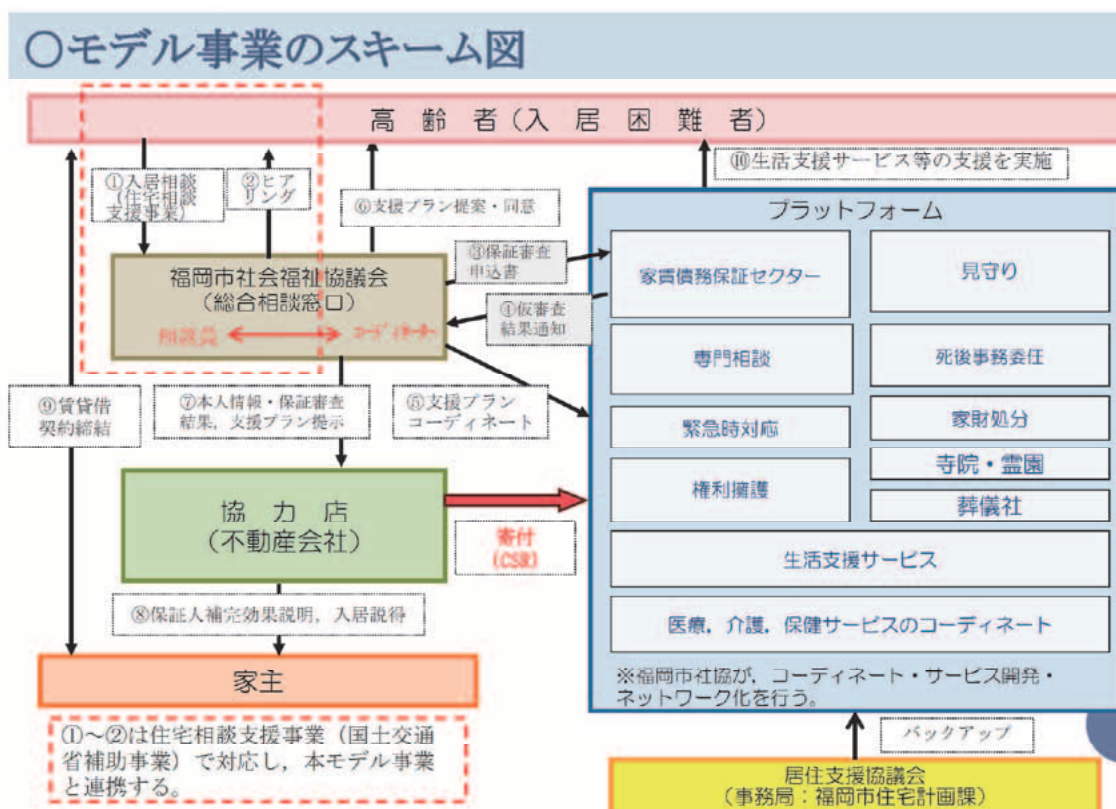 〇モデル事業のスキーム図
高齢者(入居困難者)
①入居相談
(住宅相談
支援事業)
②ヒア
リング
⑥支援プラン提案・同意
⑩生活支援サービス等の支援を実施
福岡市社会福祉協議会
(総合相談窓口)
相談員
コーディネーター
③保証審査
申込書
④仮審査
結果通知
⑨賃貸借
契約締結
⑦本人情報・保証審査
結果，支援プラン提示
⑤支援プラン
コーディネート
協力店
(不動産会社)
寄付
(CSR)
⑧保証人補完効果説明，入居説得
家主
①～②は住宅相談支援事業（国土交通
省補助事業）で対応し，本モデル事業
と連携する。
プラットフォーム
家賃債務保証セクター
見守り
専門相談
死後事務委任
緊急時対応
家財処分
権利擁護
寺院・霊園
葬儀社
生活支援サービス
医療，介護，保健サービスのコーディネート
※福岡市社協が，コーディネート・サービス開発・
ネットワーク化を行う。
バックアップ
居住支援協議会
(事務局：福岡市住宅計画課)